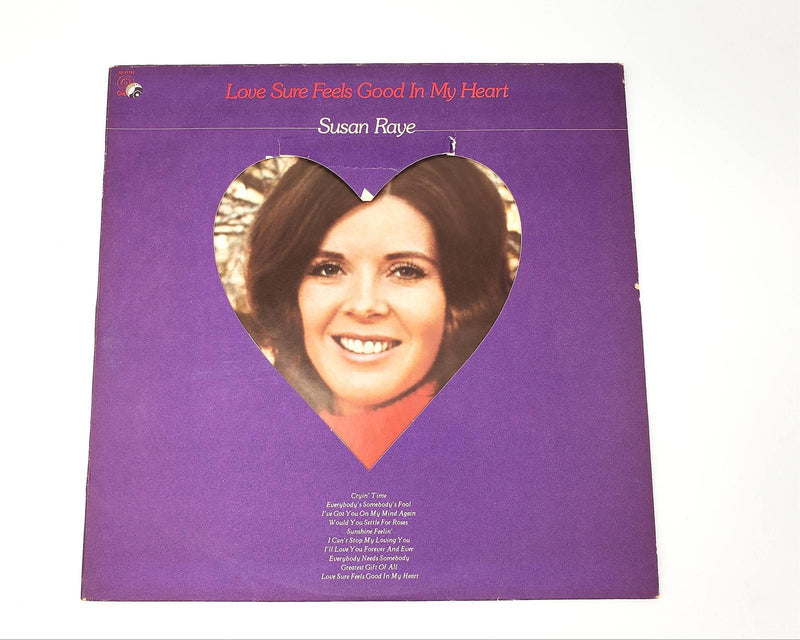 Love Sure Feels Good In My Heart
Susan Raye
Cryin' Time
Everybody's Somebody's Fool
I've Got You On My Mind Again
Would You Settle For Roses
Sunshine Feelin'
I Can't Stop My Loving You
I'll Love You Forever And Ever
Everybody Needs Somebody
Greatest Gift Of All
Love Sure Feels Good In My Heart